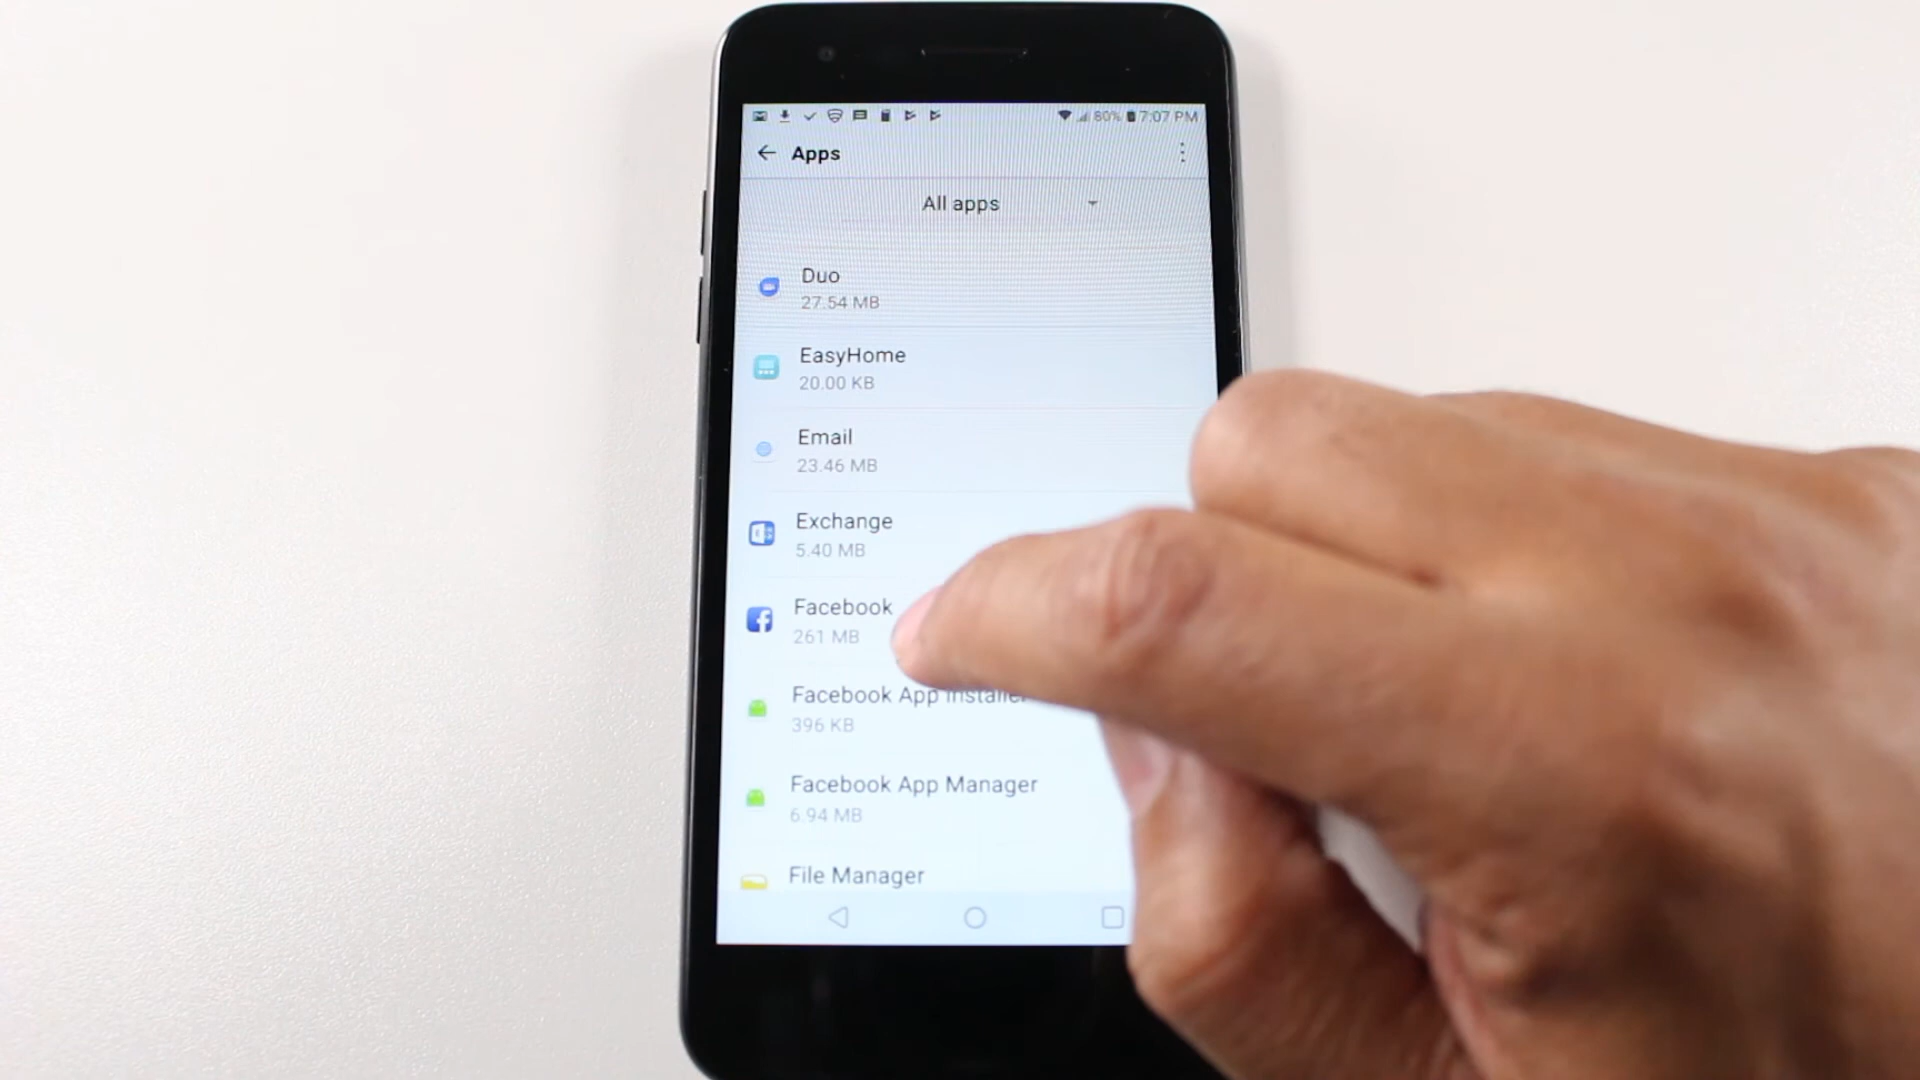 80% 7:07 PM
Apps
All apps
Duo
27.54 MB
EasyHome
20.00 KB
Email
23.46 MB
Exchange
5.40 MB
Facebook
261 MB
Facebook App Installer
396 KB
Facebook App Manager
6.94 MB
File Manager